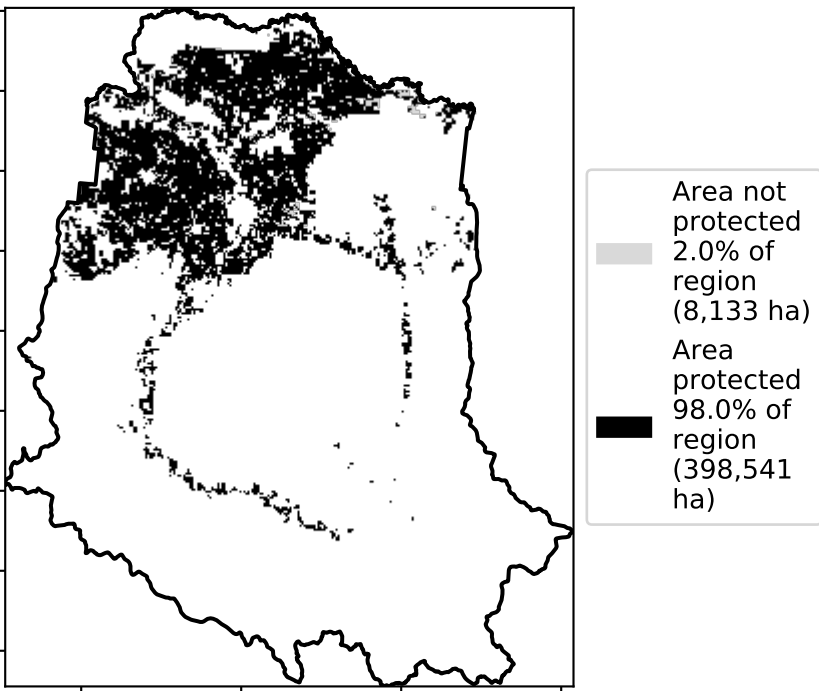 Area not
protected
2.0% of
region
(8,133 ha)
Area
protected
98.0% of
region
(398,541
ha)